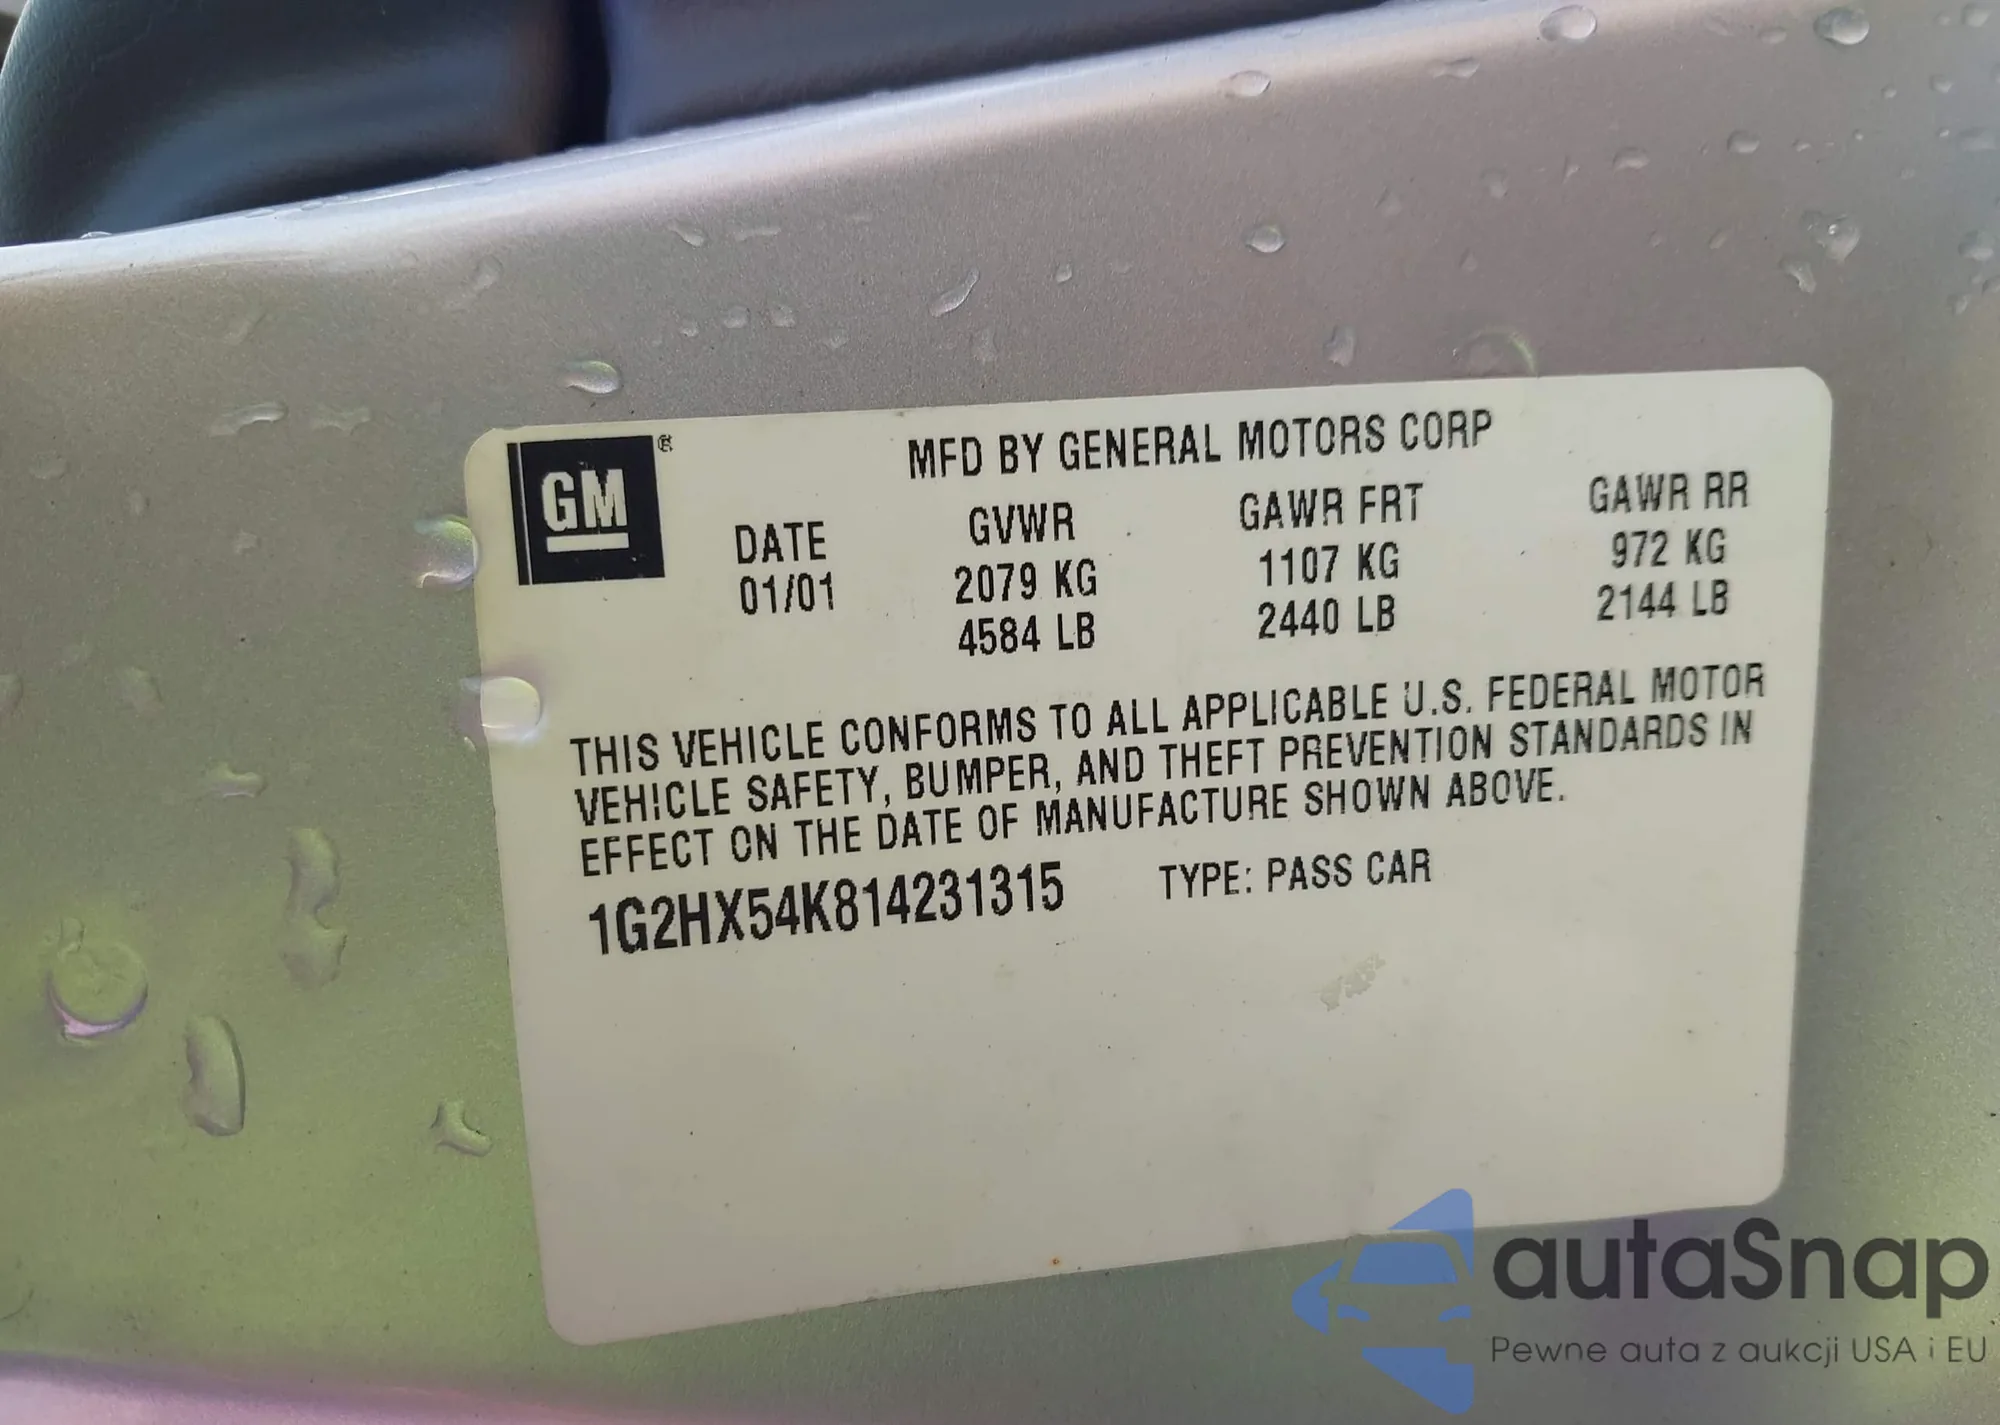 GM ®
MFD BY GENERAL MOTORS CORP
DATE GVWR GAWR FRT GAWR RR
01/01 2079 KG 1107 KG 972 KG
4584 LB 2440 LB 2144 LB
THIS VEHICLE CONFORMS TO ALL APPLICABLE U.S. FEDERAL MOTOR
VEHICLE SAFETY, BUMPER, AND THEFT PREVENTION STANDARDS IN
EFFECT ON THE DATE OF MANUFACTURE SHOWN ABOVE.
1G2HX54K814231315 TYPE: PASS CAR
autaSnap
Pewne auta z aukcji USA i EU